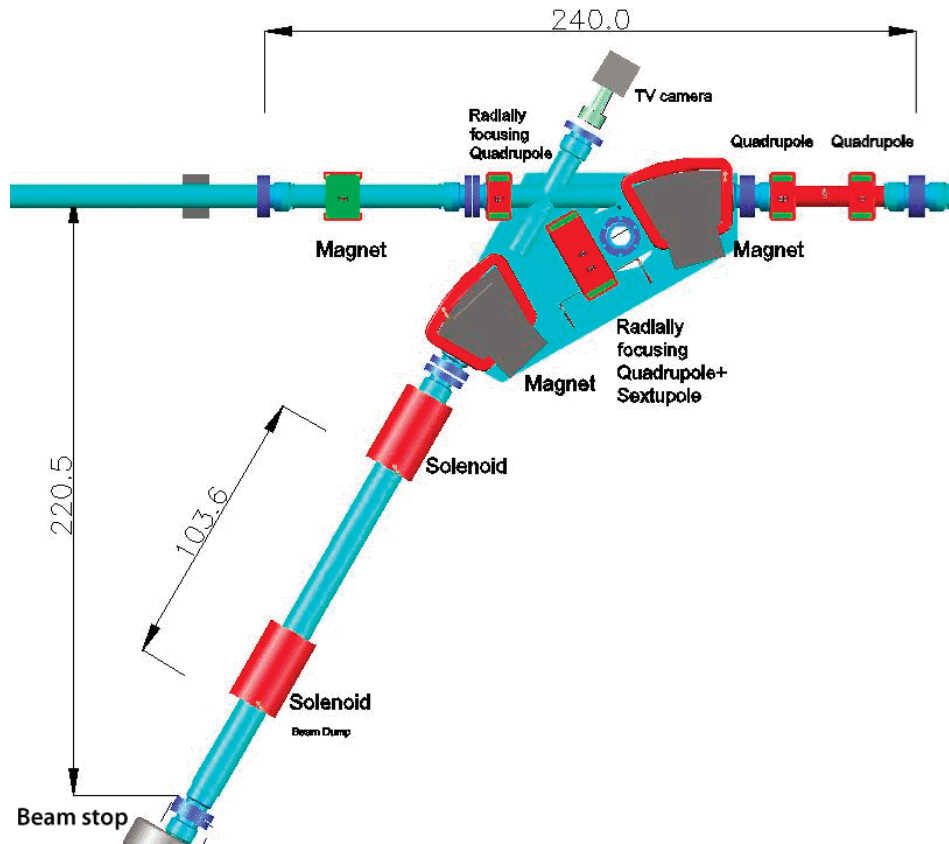 240.0
TV camera
Radially
focusing
Quadrupole
Quadrupole
Quadrupole
Magnet
Magnet
Radially
focusing
Quadrupole+
Sextupole
Magnet
Solenoid
220.5
103.6
Solenoid
Beam Dump
Beam stop